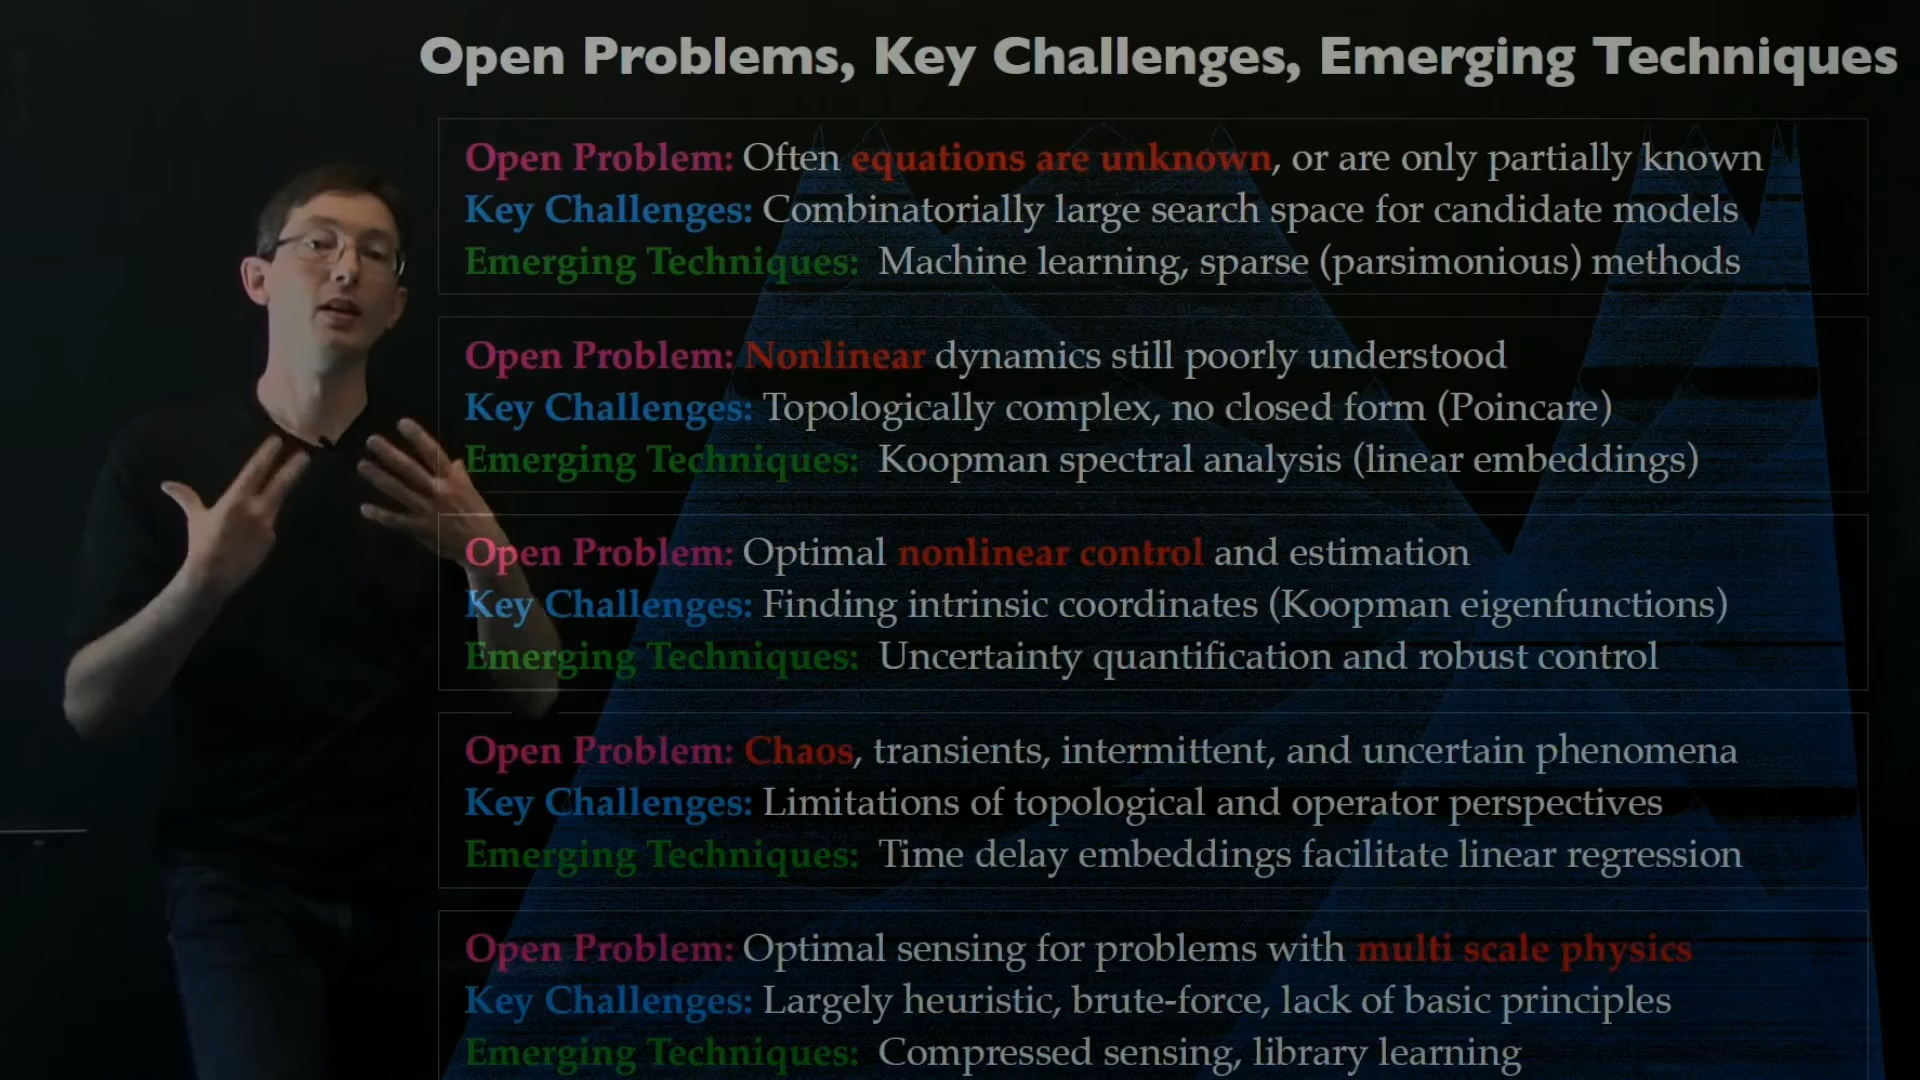 Open Problems, Key Challenges, Emerging Techniques
Open Problem: Often equations are unknown, or are only partially known
Key Challenges: Combinatorially large search space for candidate models
Emerging Techniques: Machine learning, sparse (parsimonious) methods
Open Problem: Nonlinear dynamics still poorly understood
Key Challenges: Topologically complex, no closed form (Poincare)
Emerging Techniques: Koopman spectral analysis (linear embeddings)
Open Problem: Optimal nonlinear control and estimation
Key Challenges: Finding intrinsic coordinates (Koopman eigenfunctions)
Emerging Techniques: Uncertainty quantification and robust control
Open Problem: Chaos, transients, intermittent, and uncertain phenomena
Key Challenges: Limitations of topological and operator perspectives
Emerging Techniques: Time delay embeddings facilitate linear regression
Open Problem: Optimal sensing for problems with multi scale physics
Key Challenges: Largely heuristic, brute-force, lack of basic principles
Emerging Techniques: Compressed sensing, library learning